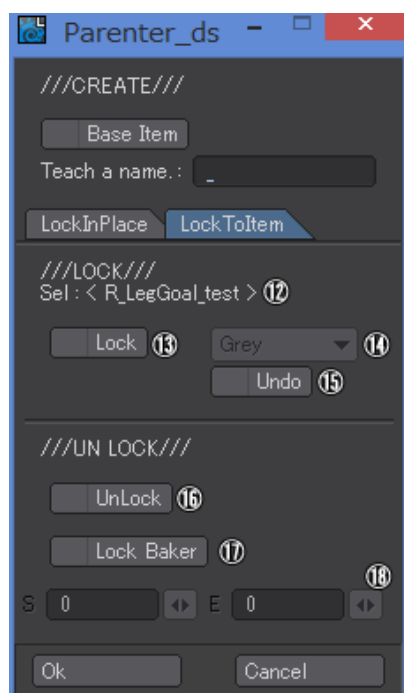 Parenter_ds
///CREATE///
Base Item
Teach a name. : _
LockInPlace LockToItem
///LOCK///
Sel : < R_LegGoal_test > ⑫
Lock ⑬ Grey ⑭
Undo ⑮
///UN LOCK///
UnLock ⑯
Lock Baker ⑰
⑱
S 0 E 0
Ok Cancel